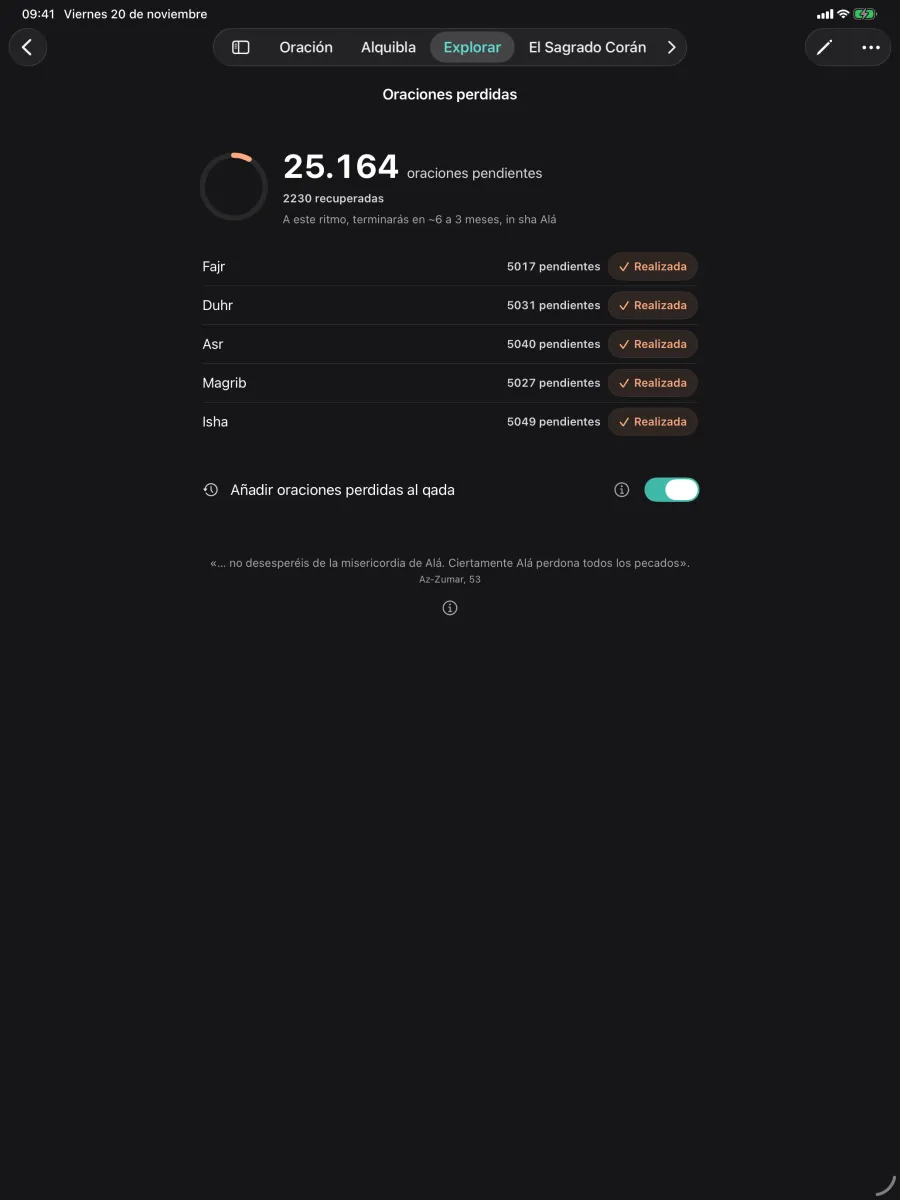 09:41 Viernes 20 de noviembre
Oración Alquibla Explorar El Sagrado Corán
Oraciones perdidas
25.164 oraciones pendientes
2230 recuperadas
A este ritmo, terminarás en ~6 a 3 meses, in sha Alá
Fajr 5017 pendientes Realizada
Duhr 5031 pendientes Realizada
Asr 5040 pendientes Realizada
Magrib 5027 pendientes Realizada
Isha 5049 pendientes Realizada
Añadir oraciones perdidas al qada
«... no desesperéis de la misericordia de Alá. Ciertamente Alá perdona todos los pecados».
Az-Zumar, 53